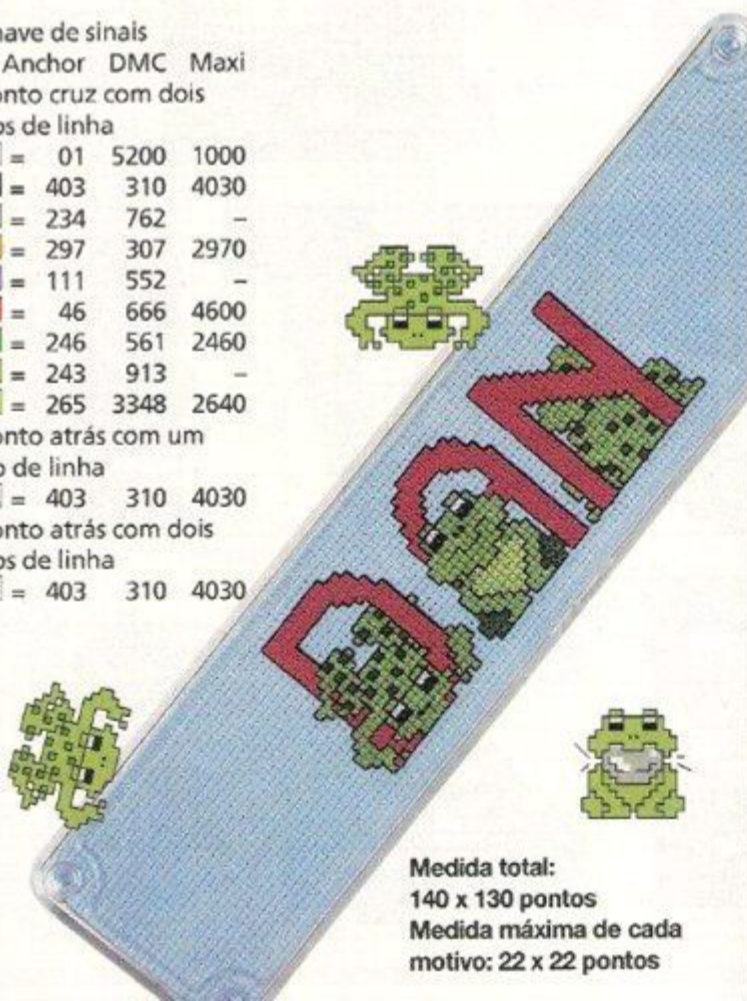 ave de sinais
Anchor DMC Maxi
onto cruz com dois
os de linha
= 01 5200 1000
= 403 310 4030
= 234 762 –
= 297 307 2970
= 111 552 –
= 46 666 4600
= 246 561 2460
= 243 913 –
= 265 3348 2640
onto atrás com um
o de linha
= 403 310 4030
onto atrás com dois
os de linha
= 403 310 4030
DAN
Medida total:
140 x 130 pontos
Medida máxima de cada
motivo: 22 x 22 pontos